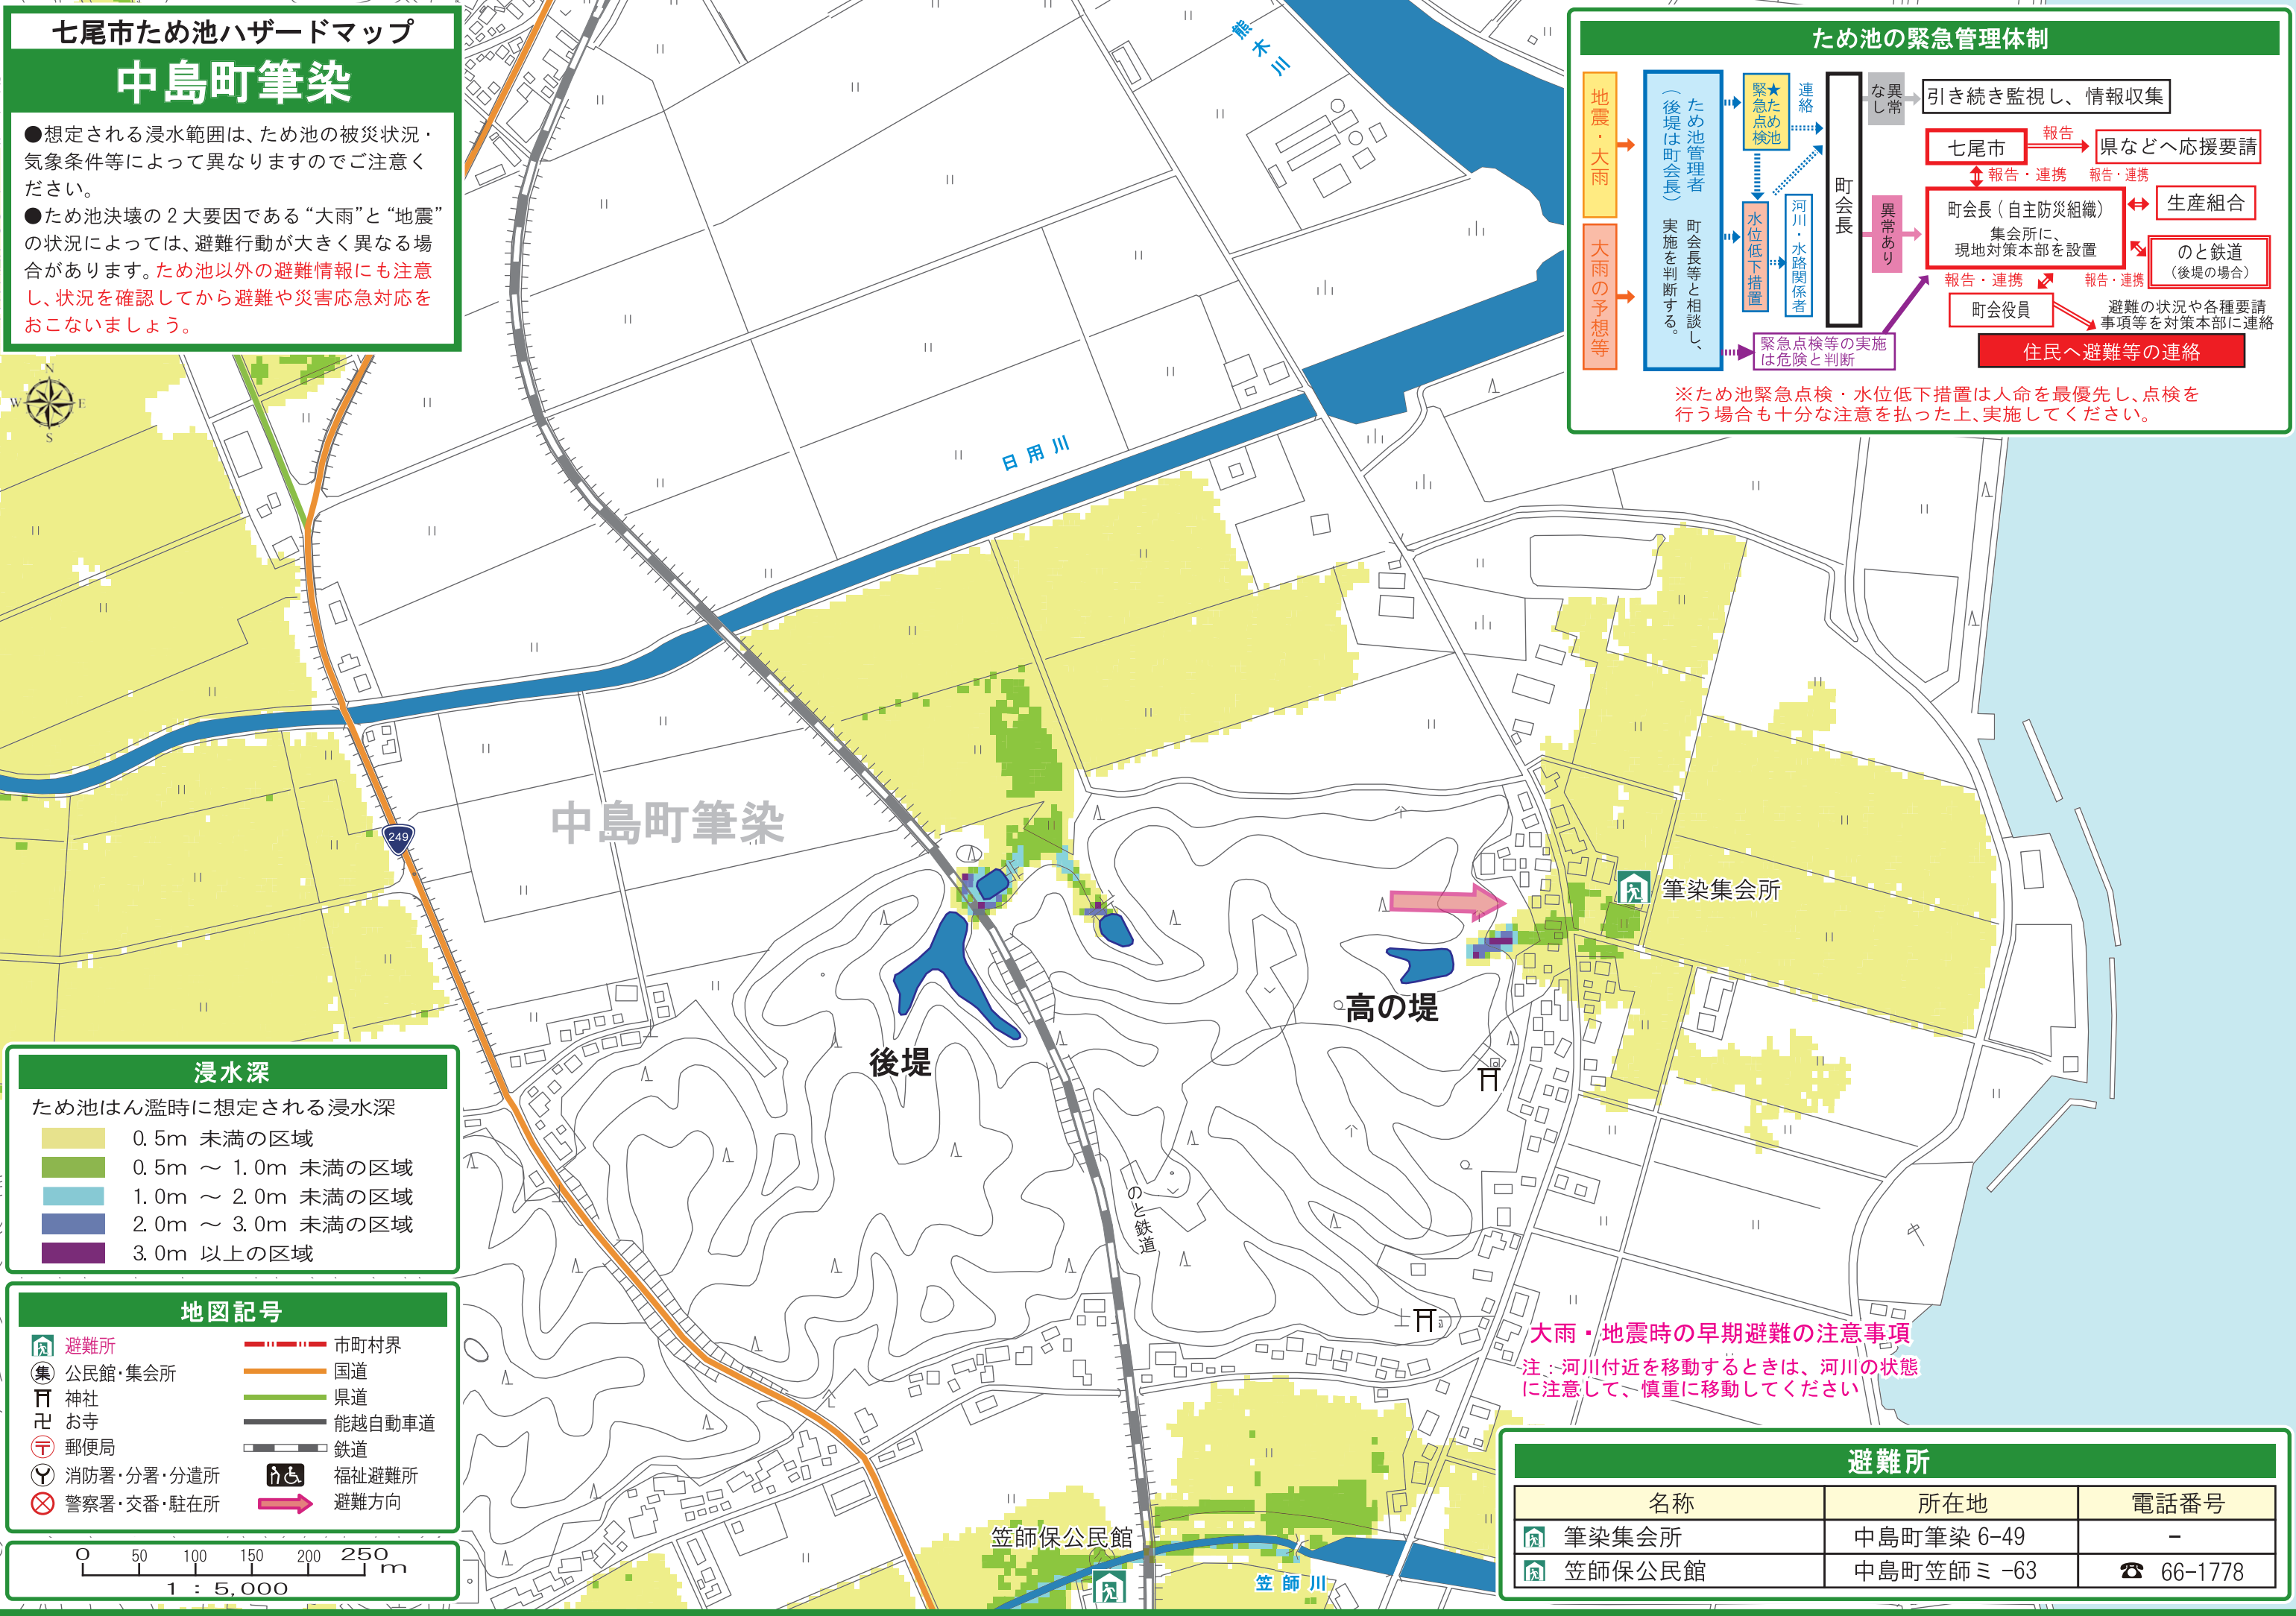 七尾市ため池ハザードマップ
中島町筆染
●想定される浸水範囲は、ため池の被災状況・
気象条件等によって異なりますのでご注意く
ださい。
●ため池決壊の2大要因である“大雨”と“地震”
の状況によっては、避難行動が大きく異なる場
合があります。ため池以外の避難情報にも注意
し、状況を確認してから避難や災害応急対応を
おこないましょう。
N
W E
S
熊木川
日用川
ため池の緊急管理体制
地震・大雨
大雨の予想等
ため池管理者
(後堤は町会長)
町会長等と相談し、
実施を判断する。
★ため池
緊急点検
連絡
水位低下措置
河川・水路関係者
緊急点検等の実施
は危険と判断
町会長
異常
なし
引き続き監視し、情報収集
異常あり
七尾市
報告
県などへ応援要請
報告・連携
報告・連携
町会長(自主防災組織)
集会所に、
現地対策本部を設置
生産組合
のと鉄道
(後堤の場合)
報告・連携
報告・連携
町会役員
避難の状況や各種要請
事項等を対策本部に連絡
住民へ避難等の連絡
※ため池緊急点検・水位低下措置は人命を最優先し、点検を
行う場合も十分な注意を払った上、実施してください。
249
中島町筆染
筆染集会所
高の堤
後堤
のと鉄道
浸水深
ため池はん濫時に想定される浸水深
0.5m 未満の区域
0.5m ～ 1.0m 未満の区域
1.0m ～ 2.0m 未満の区域
2.0m ～ 3.0m 未満の区域
3.0m 以上の区域
地図記号
避難所
集 公民館・集会所
神社
お寺
郵便局
消防署・分署・分遣所
警察署・交番・駐在所
市町村界
国道
県道
能越自動車道
鉄道
福祉避難所
避難方向
0 50 100 150 200 250 m
1 : 5,000
笠師保公民館
笠師川
大雨・地震時の早期避難の注意事項
注：河川付近を移動するときは、河川の状態
に注意して、慎重に移動してください
避難所
名称 所在地 電話番号
筆染集会所 中島町筆染 6-49 −
笠師保公民館 中島町笠師ミ-63 ☎ 66-1778